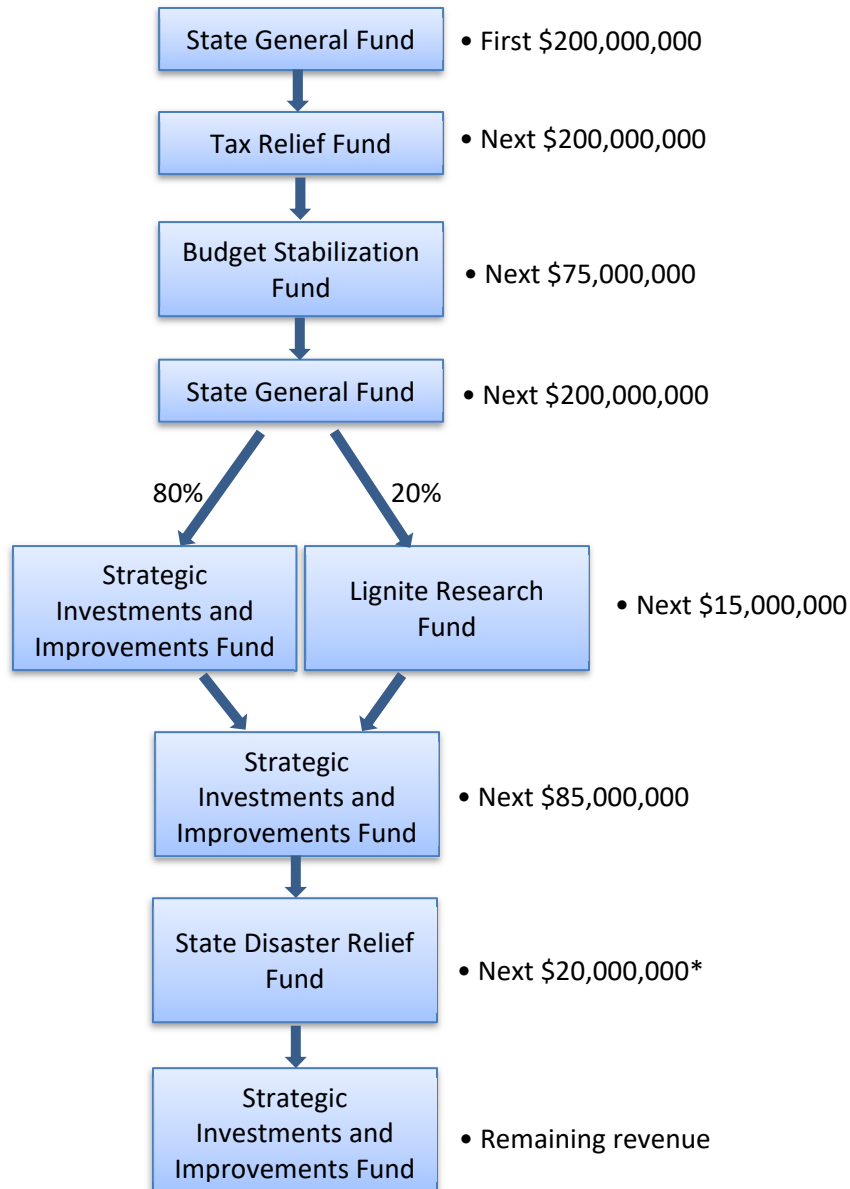 State General Fund
• First $200,000,000
Tax Relief Fund
• Next $200,000,000
Budget Stabilization
Fund
• Next $75,000,000
State General Fund
• Next $200,000,000
80%
20%
Strategic
Investments and
Improvements Fund
Lignite Research
Fund
• Next $15,000,000
Strategic
Investments and
Improvements Fund
• Next $85,000,000
State Disaster Relief
Fund
• Next $20,000,000*
Strategic
Investments and
Improvements Fund
• Remaining revenue